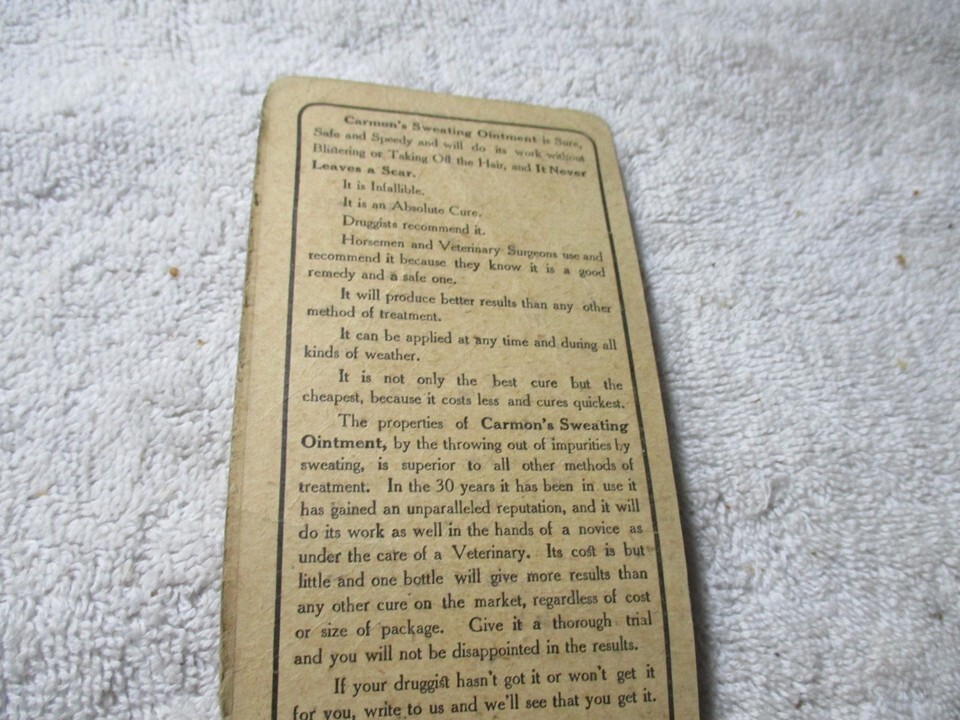 Carmon's Sweating Ointment is Sure,
Safe and Speedy and will do its work without
Blistering or Taking Off the Hair, and It Never
Leaves a Scar.
It is Infallible.
It is an Absolute Cure.
Druggists recommend it.
Horsemen and Veterinary Surgeons use and
recommend it because they know it is a good
remedy and a safe one.
It will produce better results than any other
method of treatment.
It can be applied at any time and during all
kinds of weather.
It is not only the best cure but the
cheapest, because it costs less and cures quickest.
The properties of Carmon's Sweating
Ointment, by the throwing out of impurities by
sweating, is superior to all other methods of
treatment. In the 30 years it has been in use it
has gained an unparalleled reputation, and it will
do its work as well in the hands of a novice as
under the care of a Veterinary. Its cost is but
little and one bottle will give more results than
any other cure on the market, regardless of cost
or size of package. Give it a thorough trial
and you will not be disappointed in the results.
If your druggist hasn't got it or won't get it
for you, write to us and we'll see that you get it.